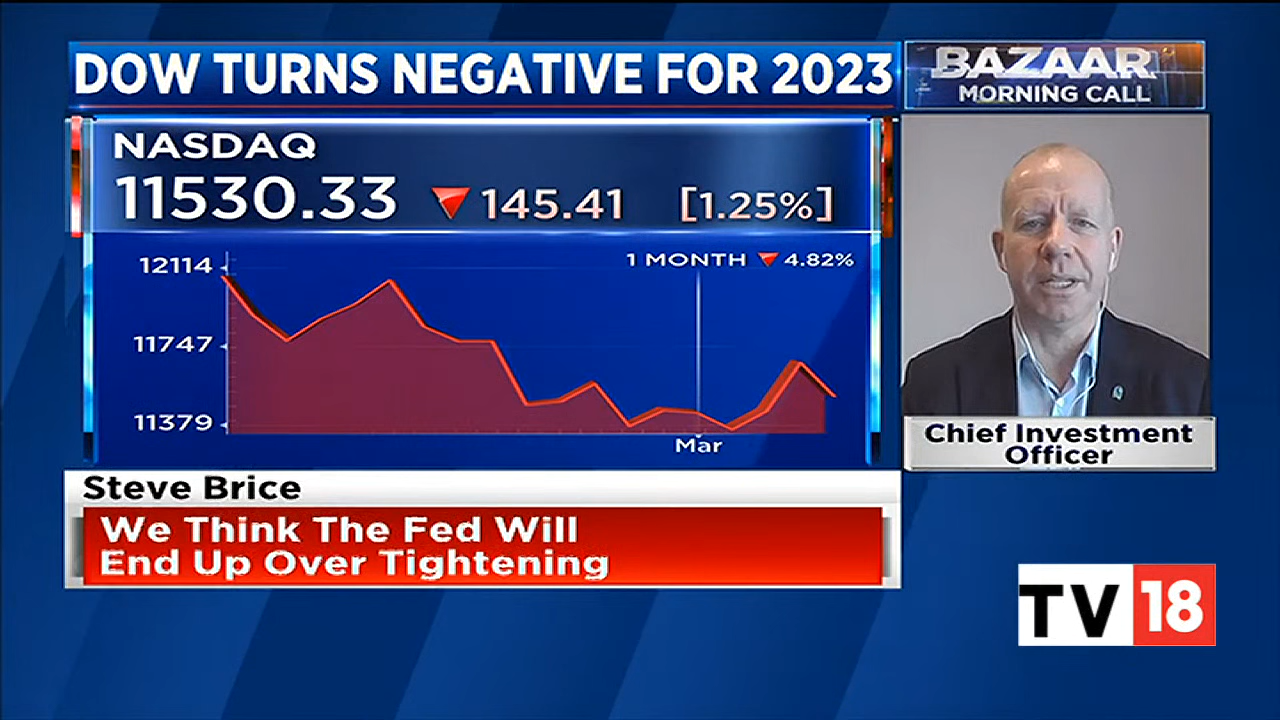 DOW TURNS NEGATIVE FOR 2023
BAZAAR
MORNING CALL
NASDAQ
11530.33 ▼ 145.41 [1.25%]
1 MONTH ▼ 4.82%
12114
11747
11379
Mar
Chief Investment
Officer
Steve Brice
We Think The Fed Will
End Up Over Tightening
TV18